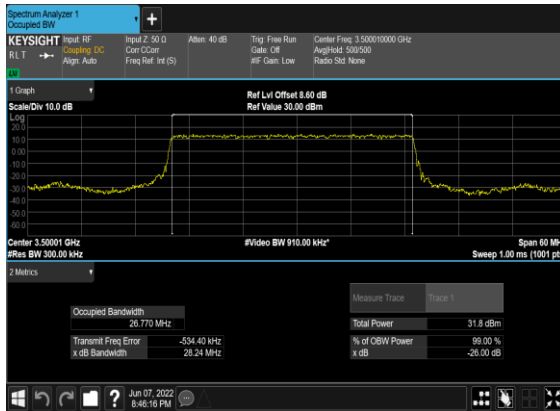 Spectrum Analyzer 1
Occupied BW
KEYSIGHT Input: RF Input Z: 50 Ω Atten: 40 dB Trig: Free Run Center Freq: 3.500010000 GHz
RLT Coupling: DC Corr CCorr Gate: Off Avg|Hold: 500/500
Align: Auto Freq Ref: Int (S) #IF Gain: Low Radio Std: None
1 Graph
Ref Lvl Offset 8.60 dB
Scale/Div 10.0 dB Ref Value 30.00 dBm
Log
20.0
10.0
0.00
-10.0
-20.0
-30.0
-40.0
-50.0
-60.0
Center 3.50001 GHz #Video BW 910.00 kHz* Span 60 MH
#Res BW 300.00 kHz Sweep 1.00 ms (1001 pt
2 Metrics
Measure Trace Trace 1
Occupied Bandwidth
26.770 MHz Total Power 31.8 dBm
Transmit Freq Error -534.40 kHz % of OBW Power 99.00 %
x dB Bandwidth 28.24 MHz x dB -26.00 dB
? Jun 07, 2022
8:46:16 PM